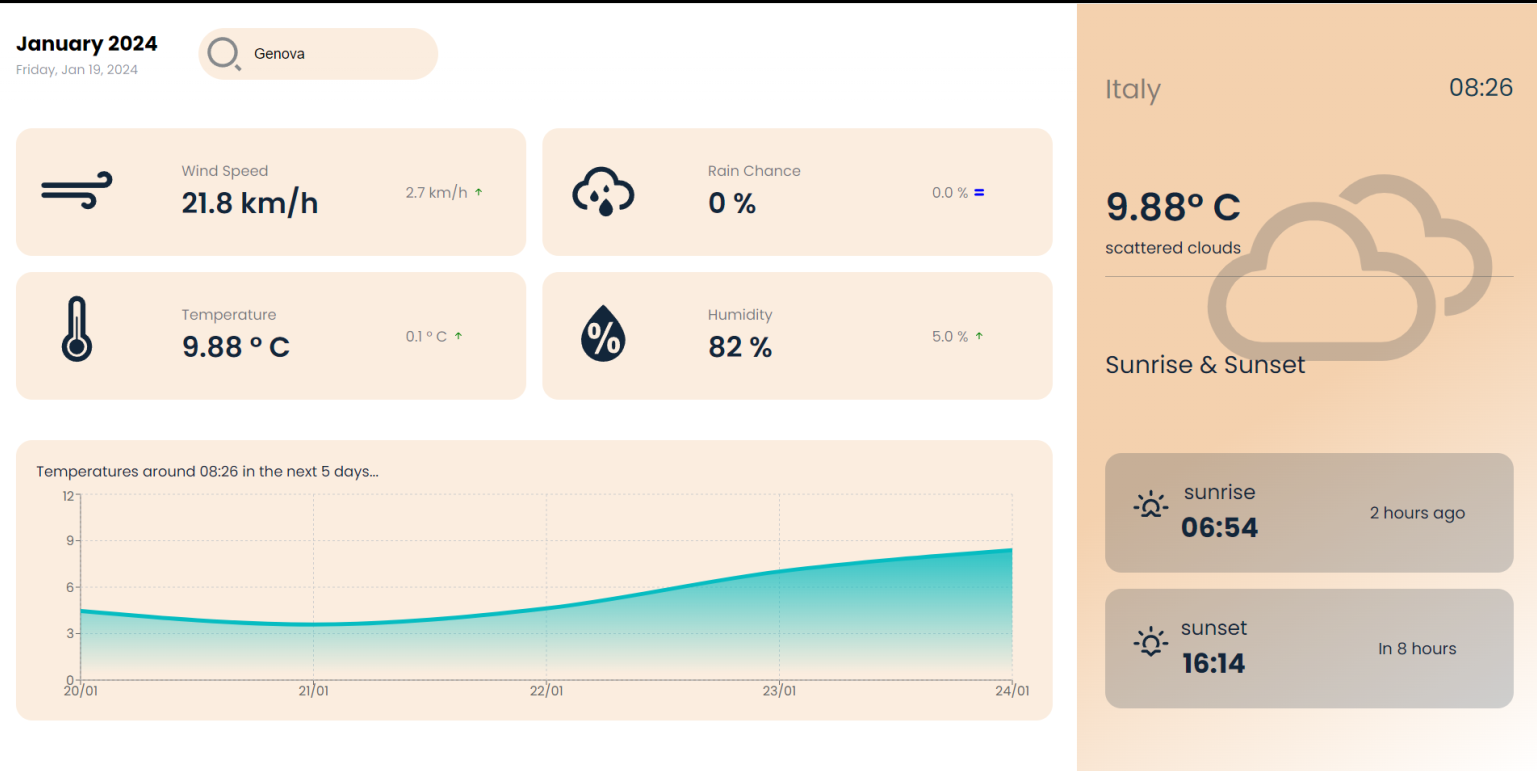 January 2024
Friday, Jan 19, 2024
Genova
Wind Speed
21.8 km/h
2.7 km/h ↑
Rain Chance
0 %
0.0 % =
Temperature
9.88 ° C
0.1 ° C ↑
Humidity
82 %
5.0 % ↑
%
Temperatures around 08:26 in the next 5 days...
12
9
6
3
0
20/01 21/01 22/01 23/01 24/01
Italy 08:26
9.88° C
scattered clouds
Sunrise & Sunset
sunrise
06:54
2 hours ago
sunset
16:14
In 8 hours